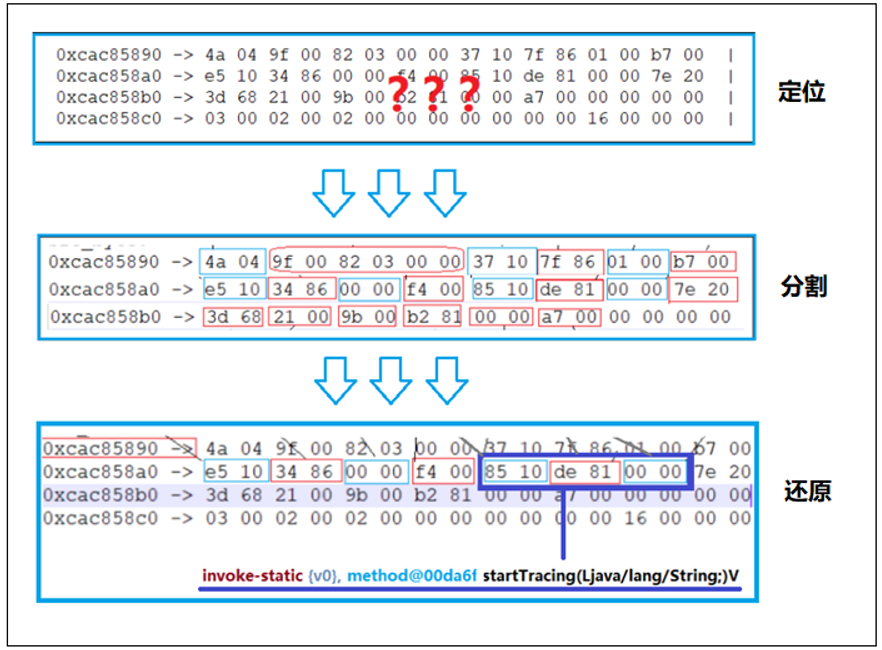 0xcac85890 -> 4a 04 9f 00 82 03 00 00 37 10 7f 86 01 00 b7 00 |
0xcac858a0 -> e5 10 34 86 00 00 f4 00 85 10 de 81 00 00 7e 20 |
0xcac858b0 -> 3d 68 21 00 9b 00 b2 81 00 00 a7 00 00 00 00 00 |
0xcac858c0 -> 03 00 02 00 02 00 00 00 00 00 00 00 16 00 00 00 |
???
定位
0xcac85890 -> 4a 04 9f 00 82 03 00 00 37 10 7f 86 01 00 b7 00
0xcac858a0 -> e5 10 34 86 00 00 f4 00 85 10 de 81 00 00 7e 20
0xcac858b0 -> 3d 68 21 00 9b 00 b2 81 00 00 a7 00 00 00 00 00
分割
0xcac85890 -> 4a 04 9f 00 82 03 00 00 37 10 7f 86 01 00 b7 00
0xcac858a0 -> e5 10 34 86 00 00 f4 00 85 10 de 81 00 00 7e 20
0xcac858b0 -> 3d 68 21 00 9b 00 b2 81 00 00 a7 00 00 00 00 00
0xcac858c0 -> 03 00 02 00 02 00 00 00 00 00 00 00 16 00 00 00
还原
invoke-static {v0}, method@00da6f startTracing(Ljava/lang/String;)V